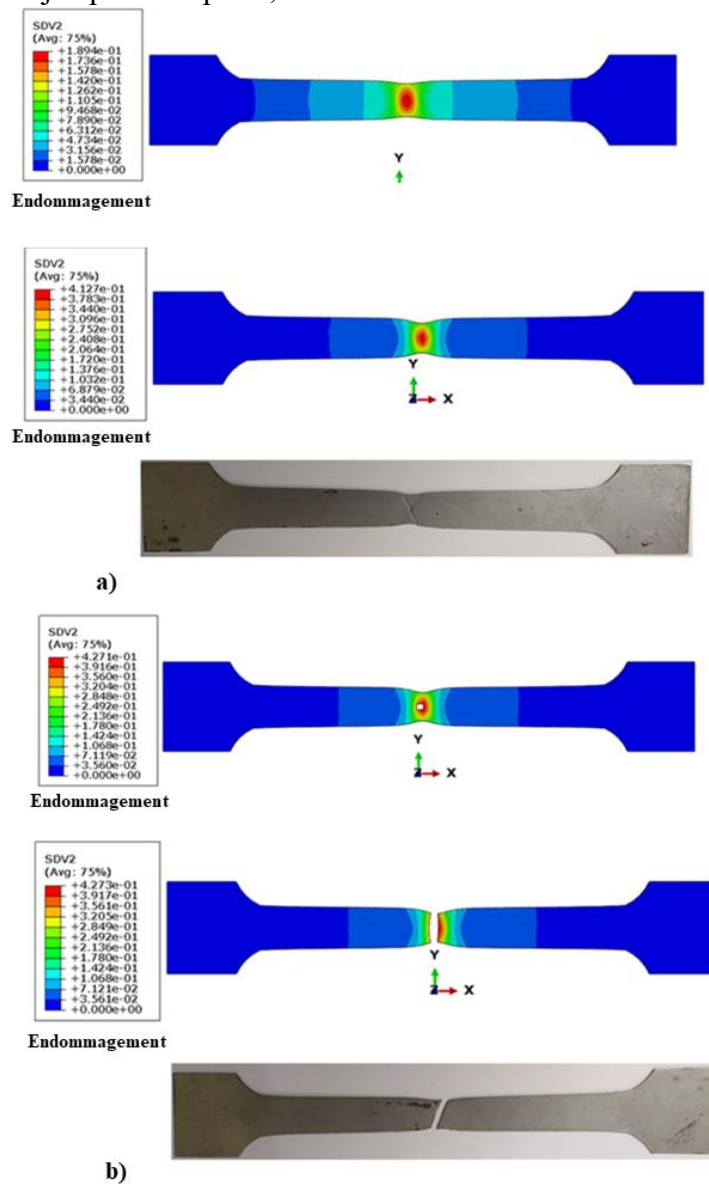 SDV2
(Avg: 75%)
+1.894e-01
+1.736e-01
+1.578e-01
+1.420e-01
+1.262e-01
+1.105e-01
+9.468e-02
+7.890e-02
+6.312e-02
+4.734e-02
+3.156e-02
+1.578e-02
+0.000e+00
Y
Endommagement
SDV2
(Avg: 75%)
+4.127e-01
+3.783e-01
+3.440e-01
+3.096e-01
+2.752e-01
+2.408e-01
+2.064e-01
+1.720e-01
+1.376e-01
+1.032e-01
+6.879e-02
+3.440e-02
+0.000e+00
Y
Z X
Endommagement
a)
SDV2
(Avg: 75%)
+4.271e-01
+3.916e-01
+3.560e-01
+3.204e-01
+2.848e-01
+2.492e-01
+2.136e-01
+1.780e-01
+1.424e-01
+1.068e-01
+7.119e-02
+3.560e-02
+0.000e+00
Y
Z X
Endommagement
SDV2
(Avg: 75%)
+4.273e-01
+3.917e-01
+3.561e-01
+3.205e-01
+2.849e-01
+2.492e-01
+2.136e-01
+1.780e-01
+1.424e-01
+1.068e-01
+7.121e-02
+3.561e-02
+0.000e+00
Y
Z X
Endommagement
b)